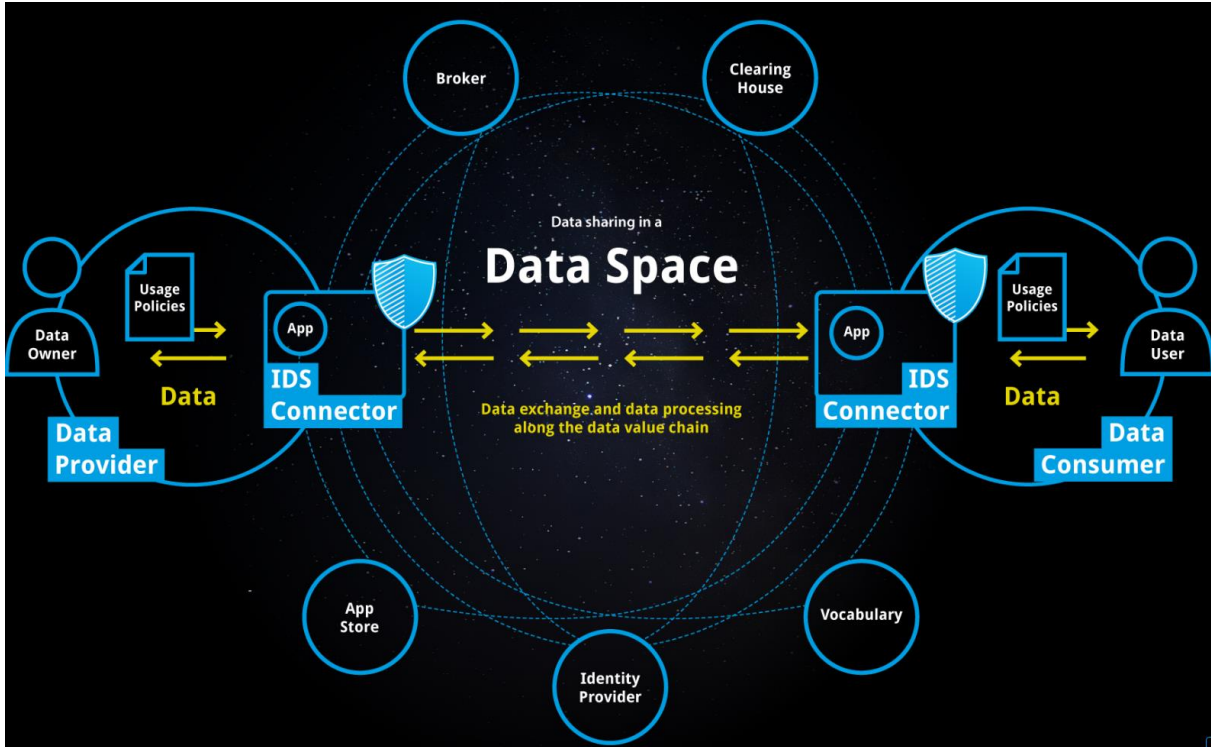 Broker
Clearing
House
Data sharing in a
Data Space
Usage
Policies
Usage
Policies
Data
Owner
App
App
Data
User
Data
IDS
Connector
Data exchange and data processing
along the data value chain
IDS
Connector
Data
Data
Provider
Data
Consumer
App
Store
Vocabulary
Identity
Provider